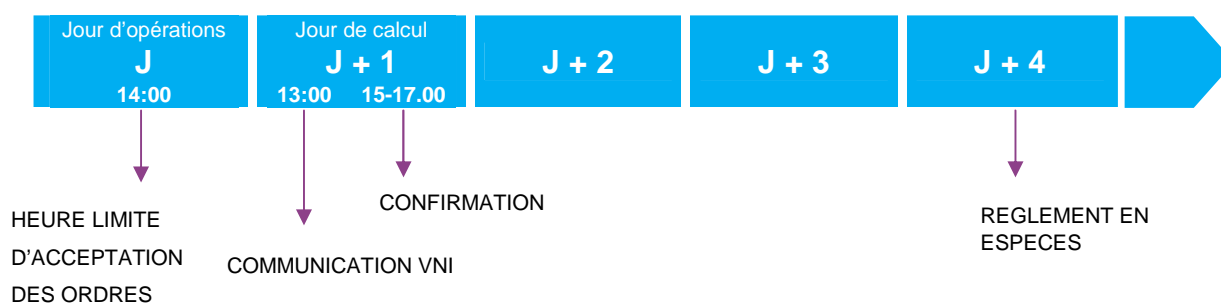 Jour d'opérations
J
14:00
Jour de calcul
J + 1
13:00 15-17.00
J + 2
J + 3
J + 4
HEURE LIMITE
D'ACCEPTATION
DES ORDRES
COMMUNICATION VNI
CONFIRMATION
REGLEMENT EN
ESPECES